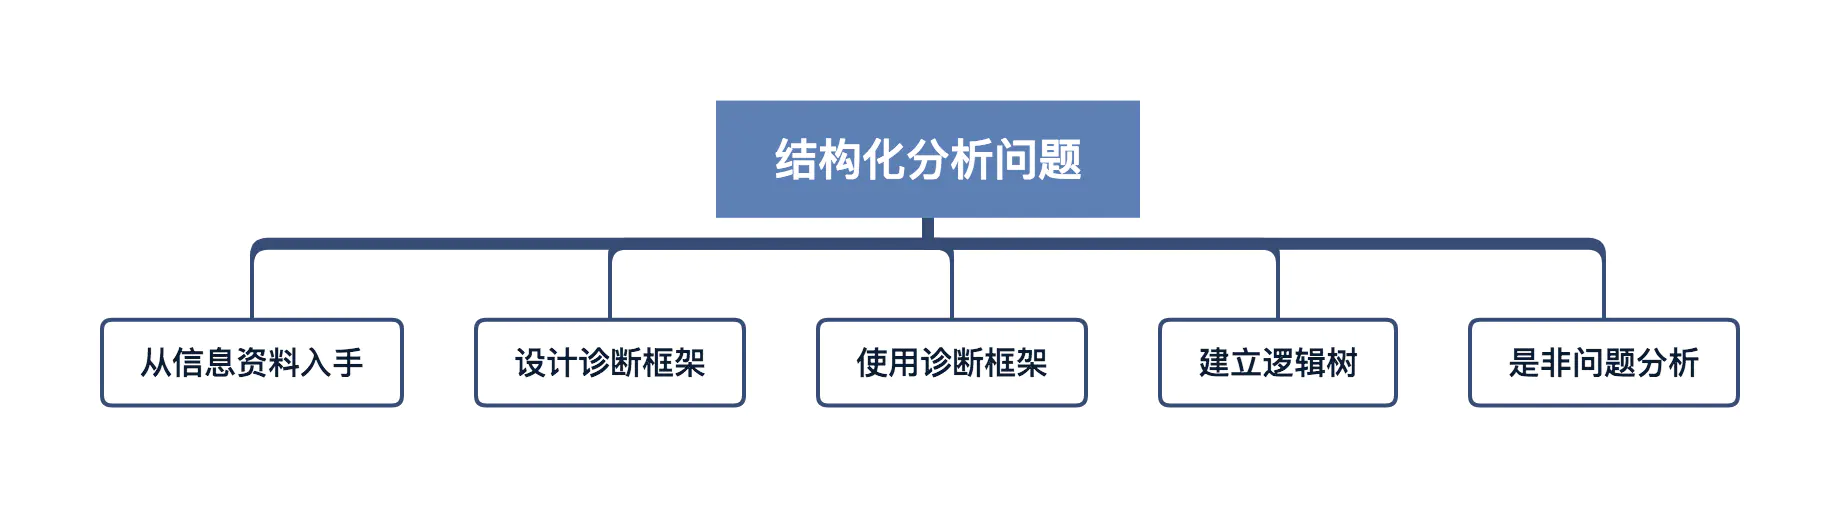 结构化分析问题
从信息资料入手
设计诊断框架
使用诊断框架
建立逻辑树
是非问题分析